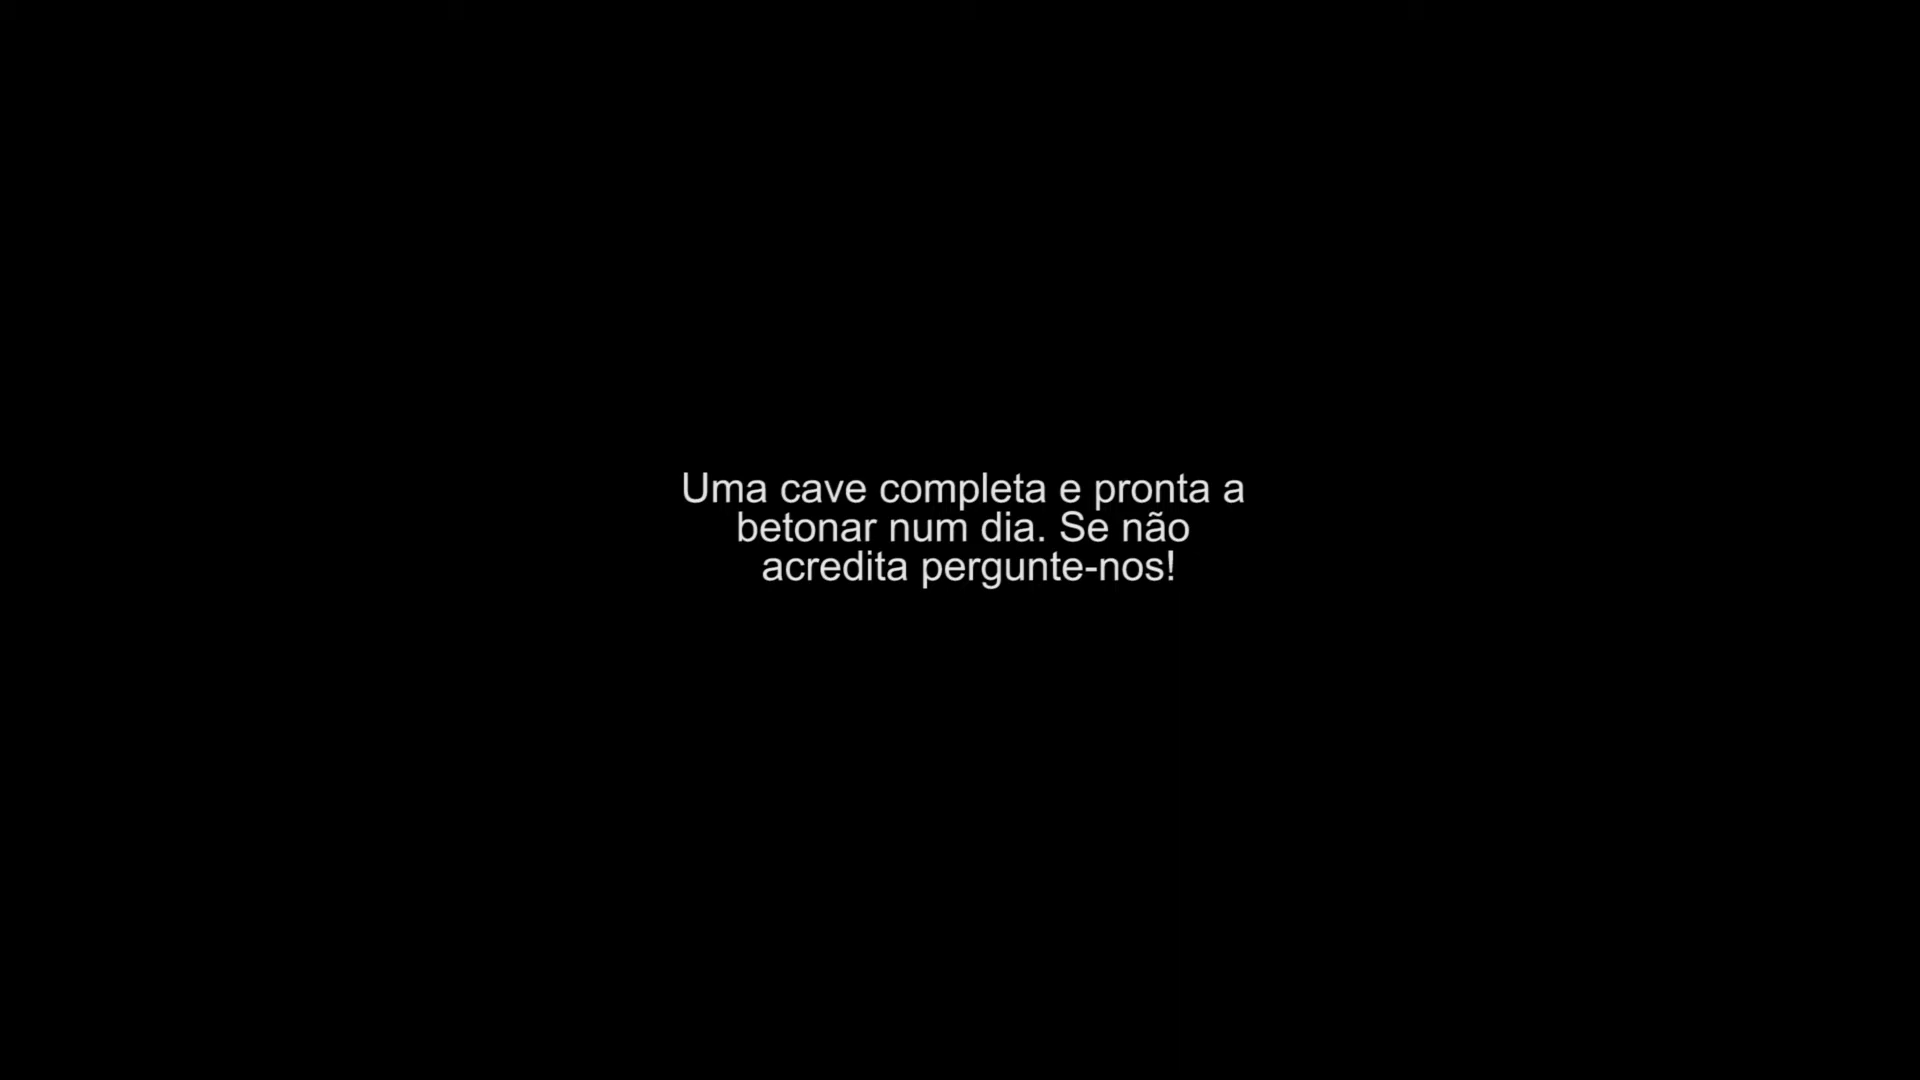 Uma cave completa e pronta a
betonar num dia. Se não
acredita pergunte-nos!